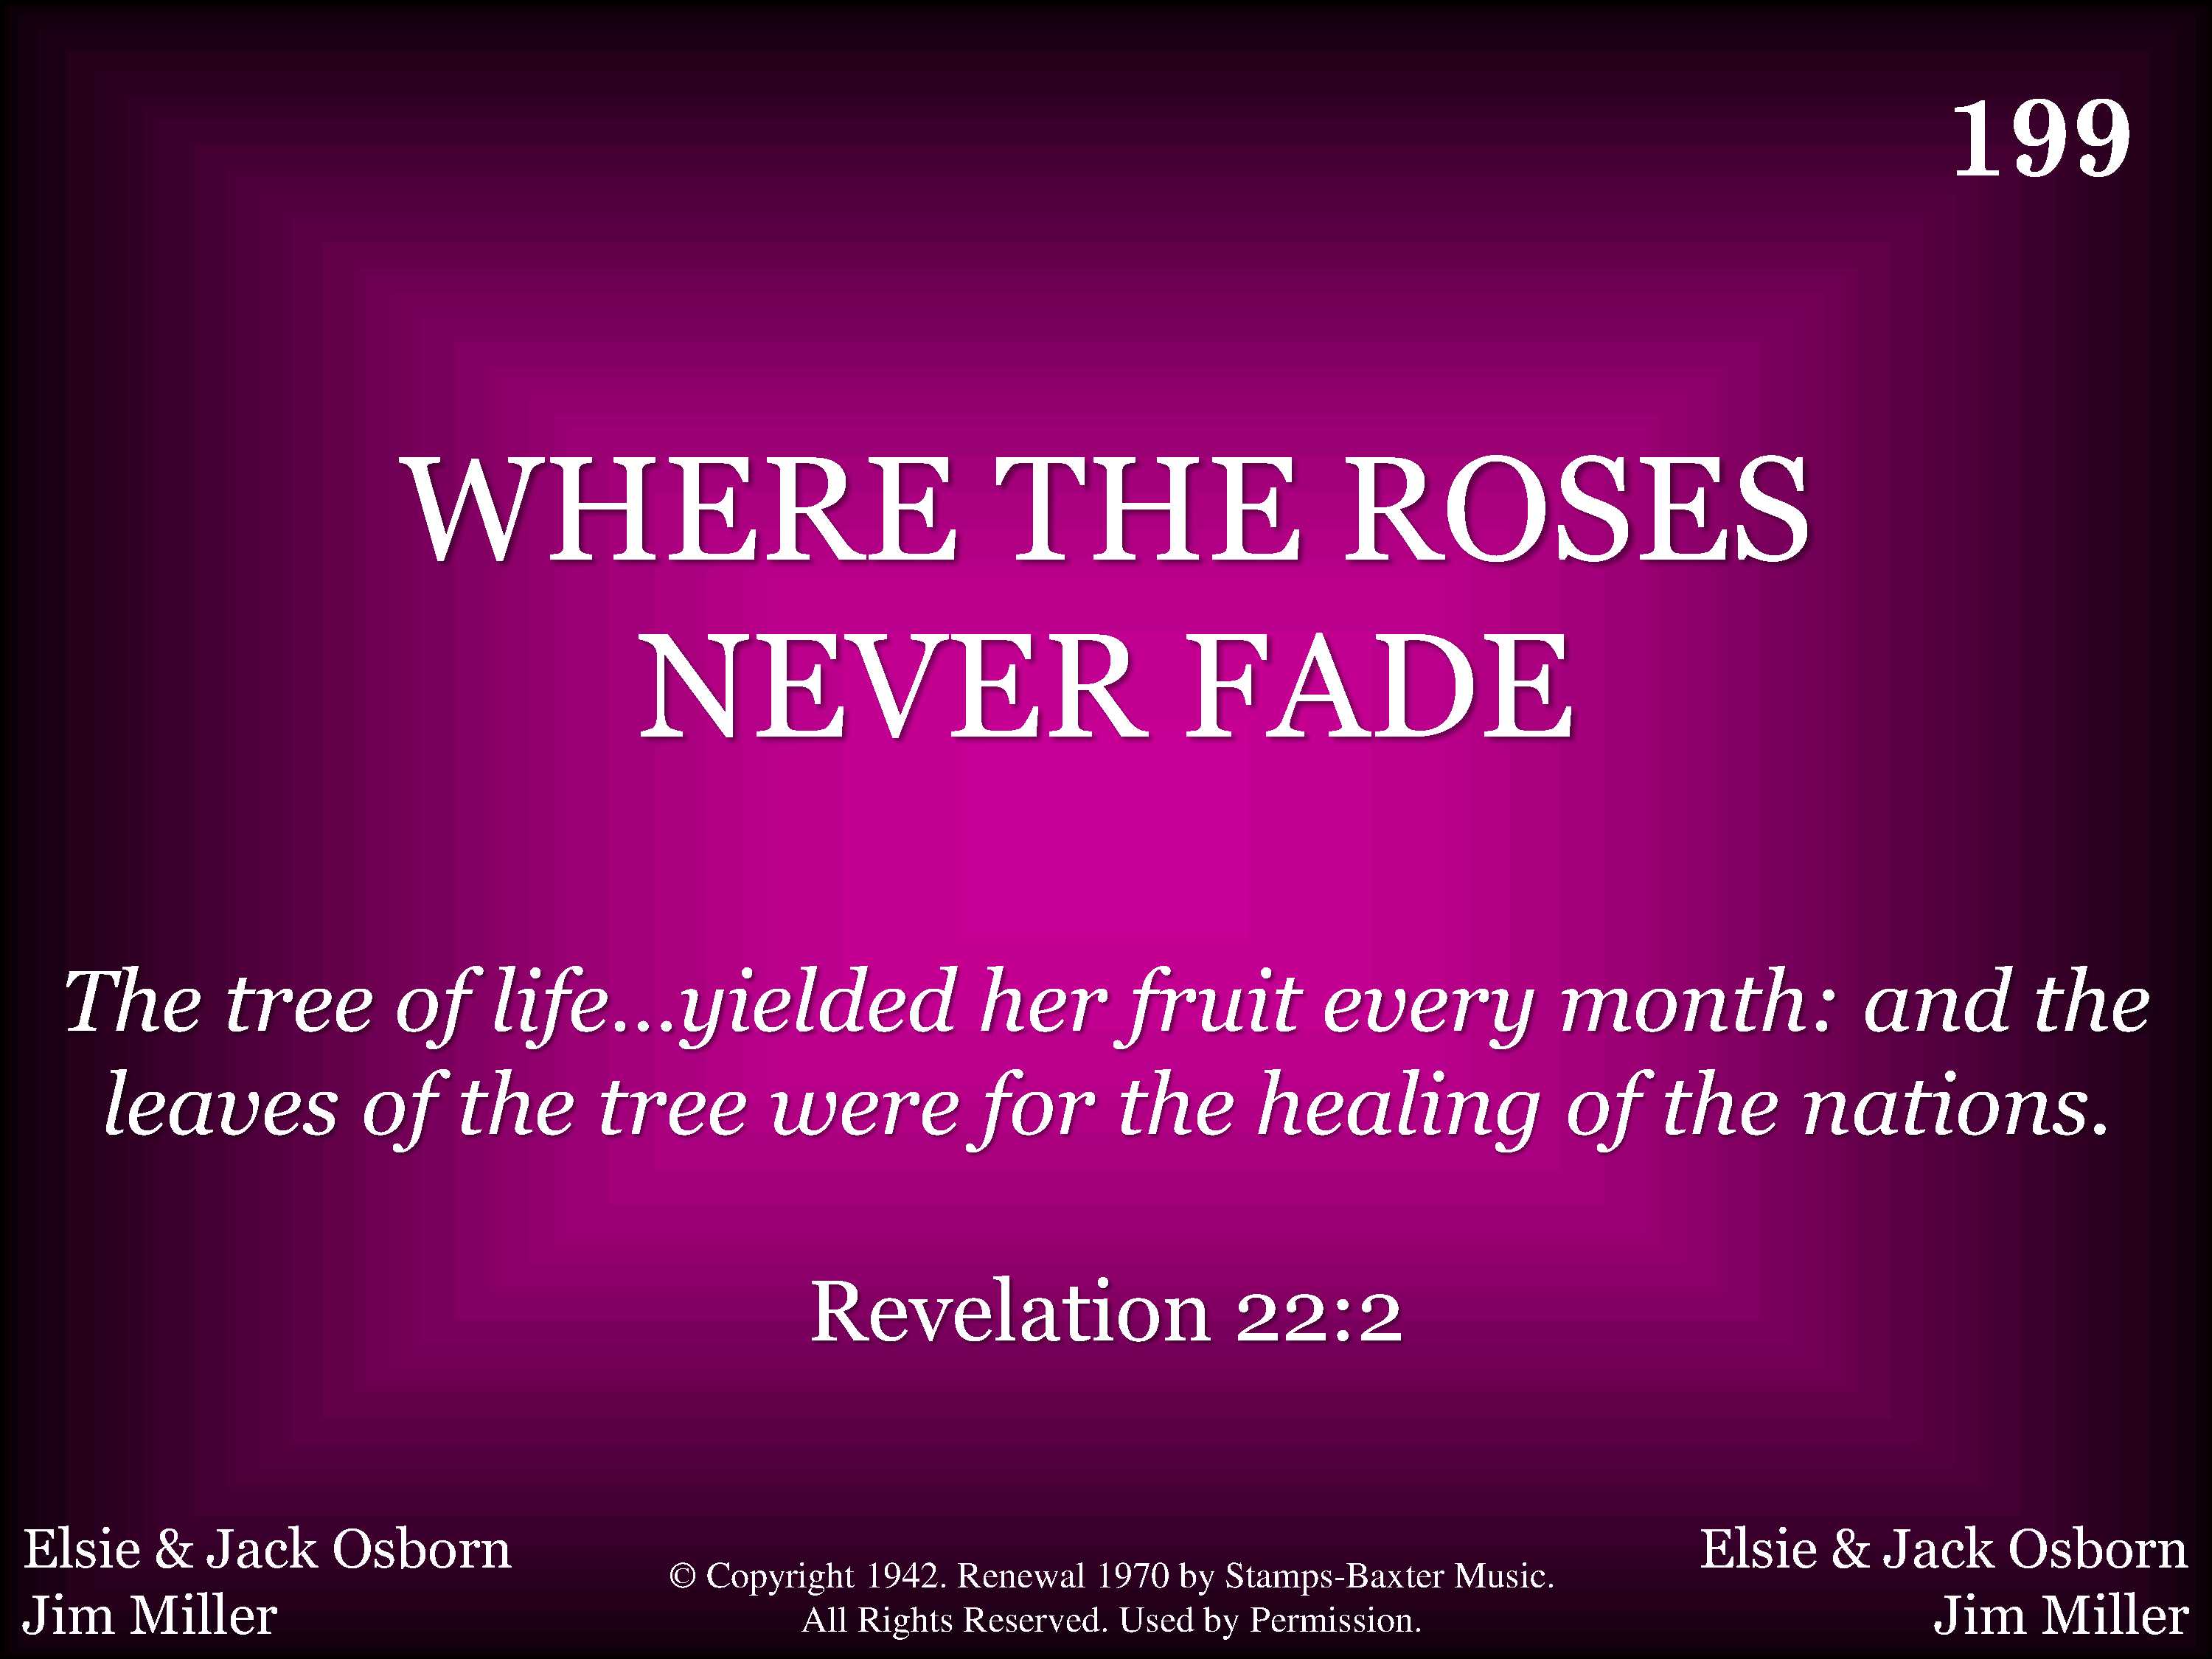 199
WHERE THE ROSES
NEVER FADE
The tree of life…yielded her fruit every month: and the
leaves of the tree were for the healing of the nations.
Revelation 22:2
Elsie & Jack Osborn
Jim Miller
© Copyright 1942. Renewal 1970 by Stamps-Baxter Music.
All Rights Reserved. Used by Permission.
Elsie & Jack Osborn
Jim Miller